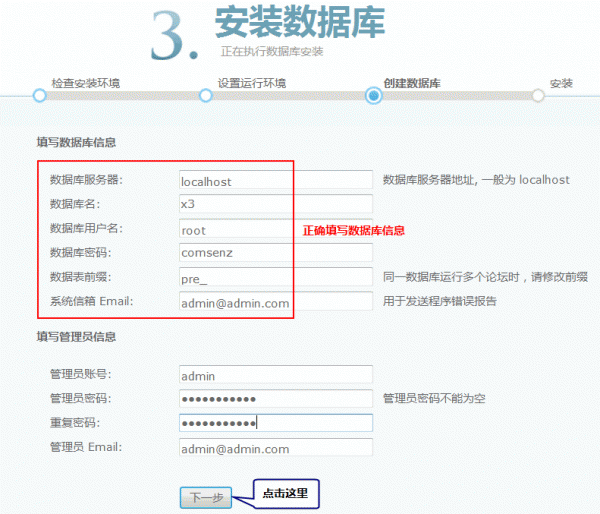 3. 安装数据库
正在执行数据库安装
检查安装环境 设置运行环境 创建数据库 安装
填写数据库信息
数据库服务器: localhost 数据库服务器地址, 一般为 localhost
数据库名: x3
数据库用户名: root 正确填写数据库信息
数据库密码: comsenz
数据表前缀: pre_ 同一数据库运行多个论坛时，请修改前缀
系统信箱 Email: admin@admin.com 用于发送程序错误报告
填写管理员信息
管理员账号: admin
管理员密码: ●●●●●●●●●●● 管理员密码不能为空
重复密码: ●●●●●●●●●●●
管理员 Email: admin@admin.com
下一步 点击这里